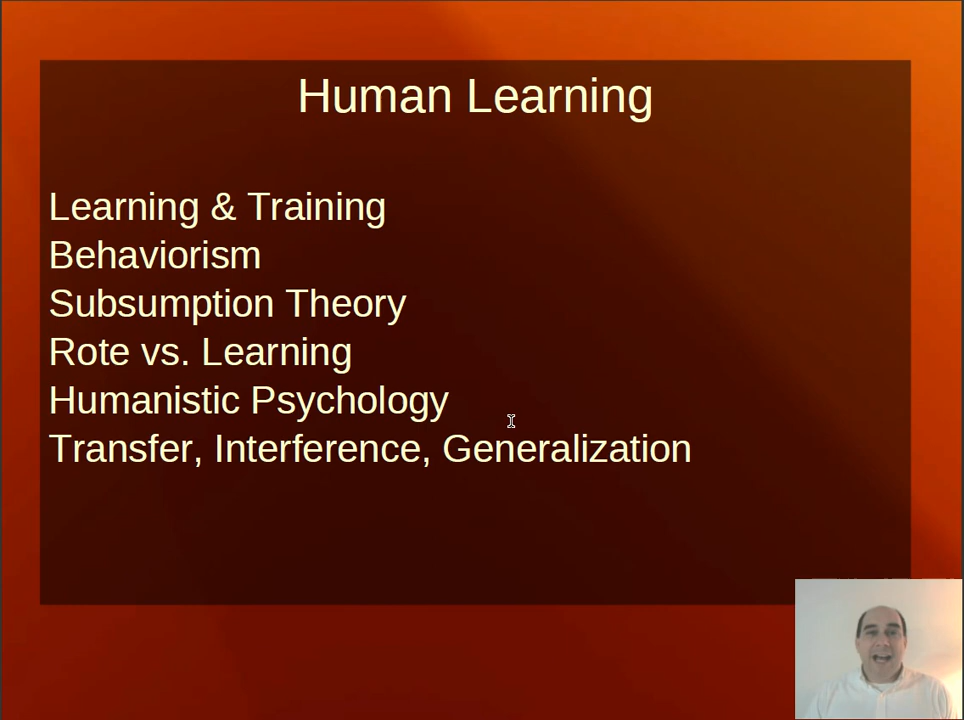 Human Learning
Learning & Training
Behaviorism
Subsumption Theory
Rote vs. Learning
Humanistic Psychology
Transfer, Interference, Generalization